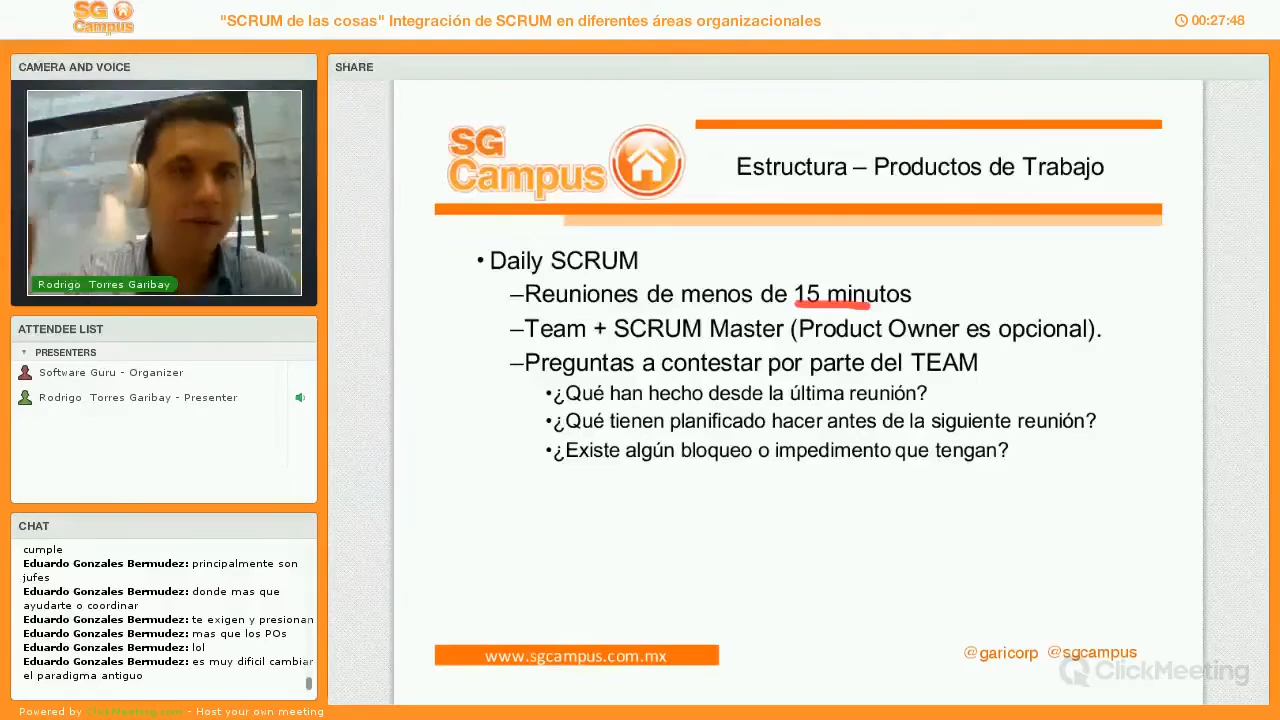 SG
Campus
"SCRUM de las cosas" Integración de SCRUM en diferentes áreas organizacionales
00:27:48
CAMERA AND VOICE
Rodrigo Torres Garibay
ATTENDEE LIST
PRESENTERS
Software Guru - Organizer
Rodrigo Torres Garibay - Presenter
CHAT
cumple
Eduardo Gonzales Bermudez: principalmente son
jufes
Eduardo Gonzales Bermudez: donde mas que
ayudarte o coordinar
Eduardo Gonzales Bermudez: te exigen y presionan
Eduardo Gonzales Bermudez: mas que los POs
Eduardo Gonzales Bermudez: lol
Eduardo Gonzales Bermudez: es muy dificil cambiar
el paradigma antiguo
SHARE
SG
Campus
Estructura – Productos de Trabajo
• Daily SCRUM
–Reuniones de menos de 15 minutos
–Team + SCRUM Master (Product Owner es opcional).
–Preguntas a contestar por parte del TEAM
•¿Qué han hecho desde la última reunión?
•¿Qué tienen planificado hacer antes de la siguiente reunión?
•¿Existe algún bloqueo o impedimento que tengan?
www.sgcampus.com.mx
@garicorp @sgcampus
ClickMeeting
Powered by ClickMeeting.com - Host your own meeting